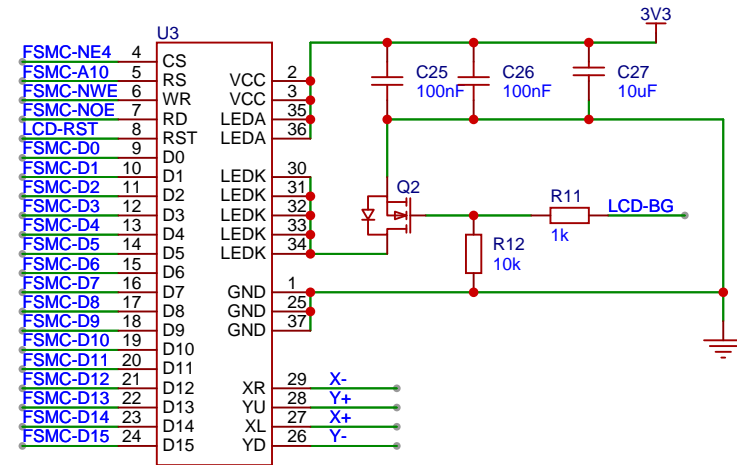 U3
3V3
FSMC-NE4 4 CS
FSMC-A10 5 RS
FSMC-NWE 6 WR
FSMC-NOE 7 RD
LCD-RST 8 RST
FSMC-D0 9 D0
FSMC-D1 10 D1
FSMC-D2 11 D2
FSMC-D3 12 D3
FSMC-D4 13 D4
FSMC-D5 14 D5
FSMC-D6 15 D6
FSMC-D7 16 D7
FSMC-D8 17 D8
FSMC-D9 18 D9
FSMC-D10 19 D10
FSMC-D11 20 D11
FSMC-D12 21 D12
FSMC-D13 22 D13
FSMC-D14 23 D14
FSMC-D15 24 D15
VCC 2
VCC 3
LEDA 35
LEDA 36
LEDK 30
LEDK 31
LEDK 32
LEDK 33
LEDK 34
GND 1
GND 25
GND 37
XR 29 X-
YU 28 Y+
XL 27 X+
YD 26 Y-
C25
100nF
C26
100nF
C27
10uF
Q2
R11
1k
LCD-BG
R12
10k